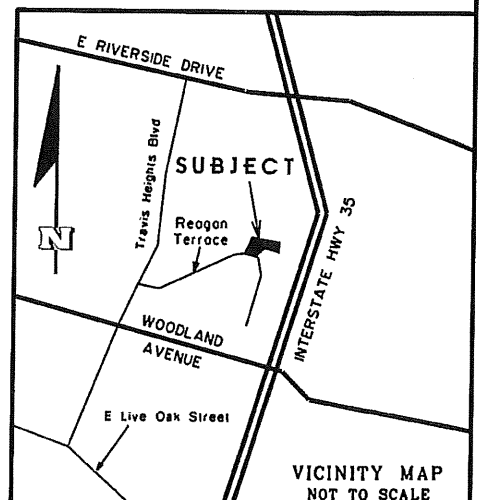 E RIVERSIDE DRIVE
Travis Heights Blvd
SUBJECT
Reagan
Terrace
N
INTERSTATE HWY 35
WOODLAND
AVENUE
E Live Oak Street
VICINITY MAP
NOT TO SCALE